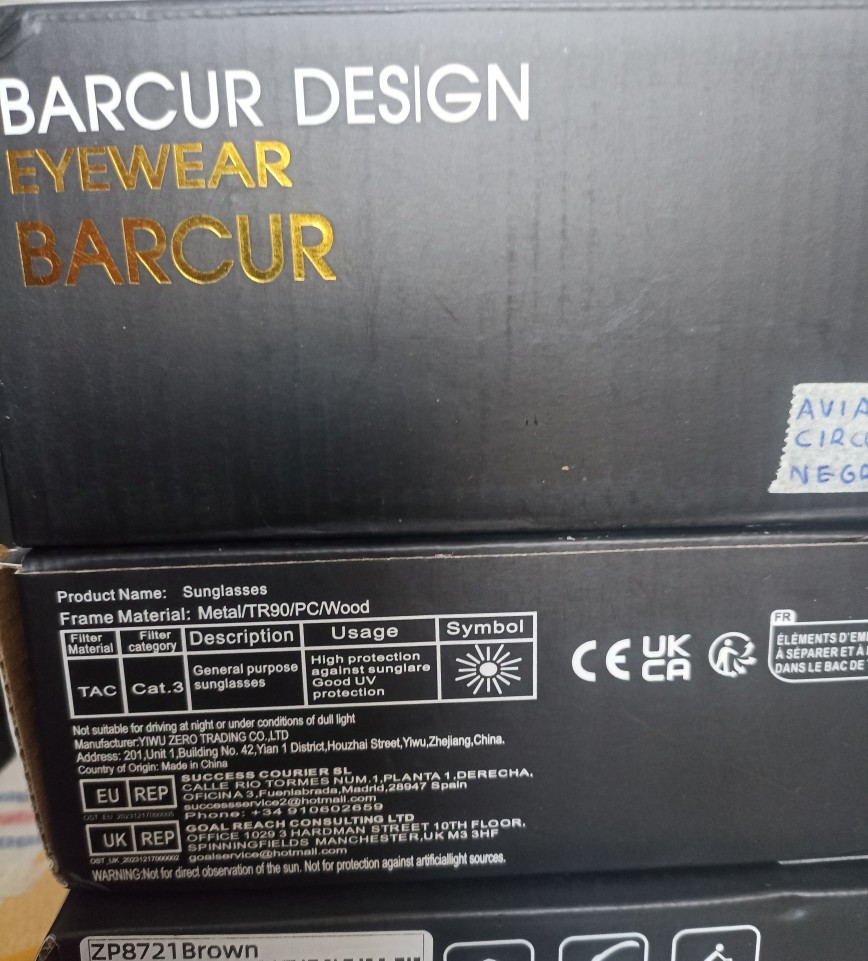 BARCUR DESIGN
EYEWEAR
BARCUR
AVIA
CIRC
NEGR
Product Name: Sunglasses
Frame Material: Metal/TR90/PC/Wood
Filter Material Filter category Description Usage Symbol
TAC Cat.3 General purpose sunglasses High protection against sunglare Good UV protection
CE UK CA
FR
ÉLÉMENTS D'EM
À SÉPARER ET À
DANS LE BAC DE
Not suitable for driving at night or under conditions of dull light
Manufacturer:YIWU ZERO TRADING CO.,LTD
Address: 201,Unit 1,Building No. 42,Yian 1 District,Houzhai Street,Yiwu,Zhejiang,China.
Country of Origin: Made in China
EU REP
SUCCESS COURIER SL
CALLE RIO TORMES NUM.1,PLANTA 1,DERECHA,
OFICINA 3,Fuenlabrada,Madrid,28947 Spain
successservice2@hotmail.com
Phone: +34 910602659
UK REP
OST_UK_20231217000002
GOAL REACH CONSULTING LTD
OFFICE 1029 3 HARDMAN STREET 10TH FLOOR,
SPINNINGFIELDS MANCHESTER,UK M3 3HF
goalservice@hotmail.com
WARNING:Not for direct observation of the sun. Not for protection against artificiallight sources.
ZP8721Brown